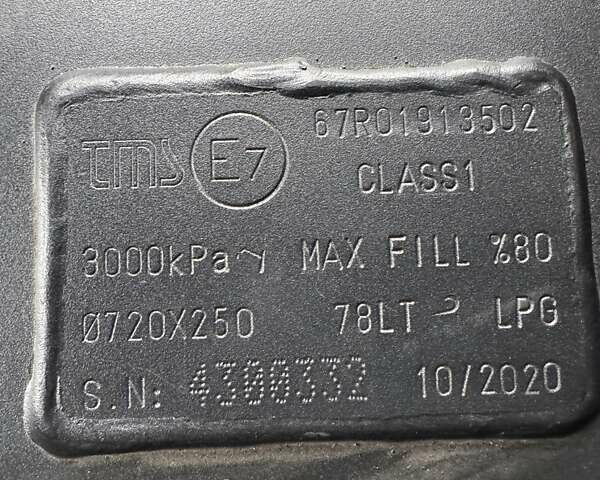 67R01913502
tms E7 CLASS1
3000kPa MAX FILL %80
Ø720X250 78LT LPG
S.N: 4300332 10/2020